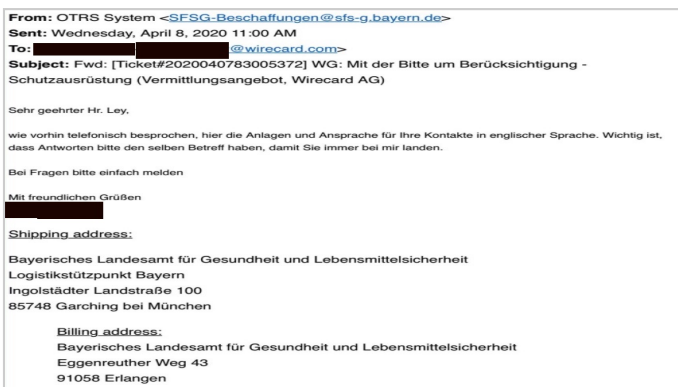 From: OTRS System <SFSG-Beschaffungen@sfs-g.bayern.de>
Sent: Wednesday, April 8, 2020 11:00 AM
To: @wirecard.com>
Subject: Fwd: [Ticket#2020040783005372] WG: Mit der Bitte um Berücksichtigung -
Schutzausrüstung (Vermittlungsangebot, Wirecard AG)
Sehr geehrter Hr. Ley,
wie vorhin telefonisch besprochen, hier die Anlagen und Ansprache für Ihre Kontakte in englischer Sprache. Wichtig ist,
dass Antworten bitte den selben Betreff haben, damit Sie immer bei mir landen.
Bei Fragen bitte einfach melden
Mit freundlichen Grüßen
Shipping address:
Bayerisches Landesamt für Gesundheit und Lebensmittelsicherheit
Logistikstützpunkt Bayern
Ingolstädter Landstraße 100
85748 Garching bei München
Billing address:
Bayerisches Landesamt für Gesundheit und Lebensmittelsicherheit
Eggenreuther Weg 43
91058 Erlangen